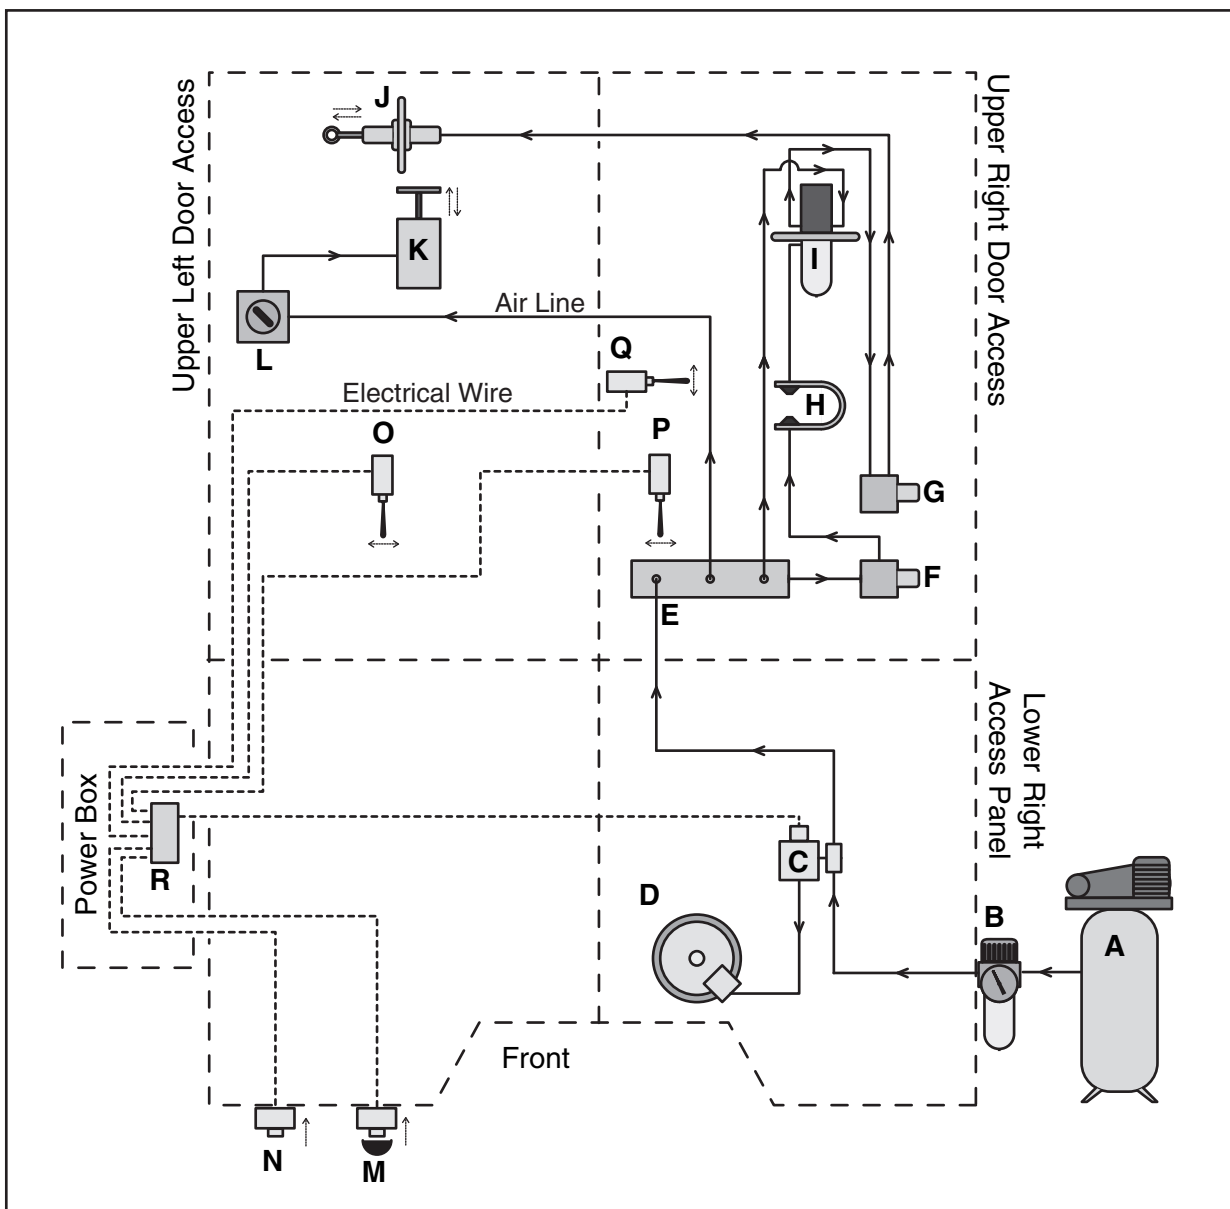 Upper Left Door Access
Upper Right Door Access
J
K
I
Air Line
L
Q
Electrical Wire
H
O
P
G
F
E
Lower Right
Access Panel
Power Box
R
C
D
B
A
Front
N
M